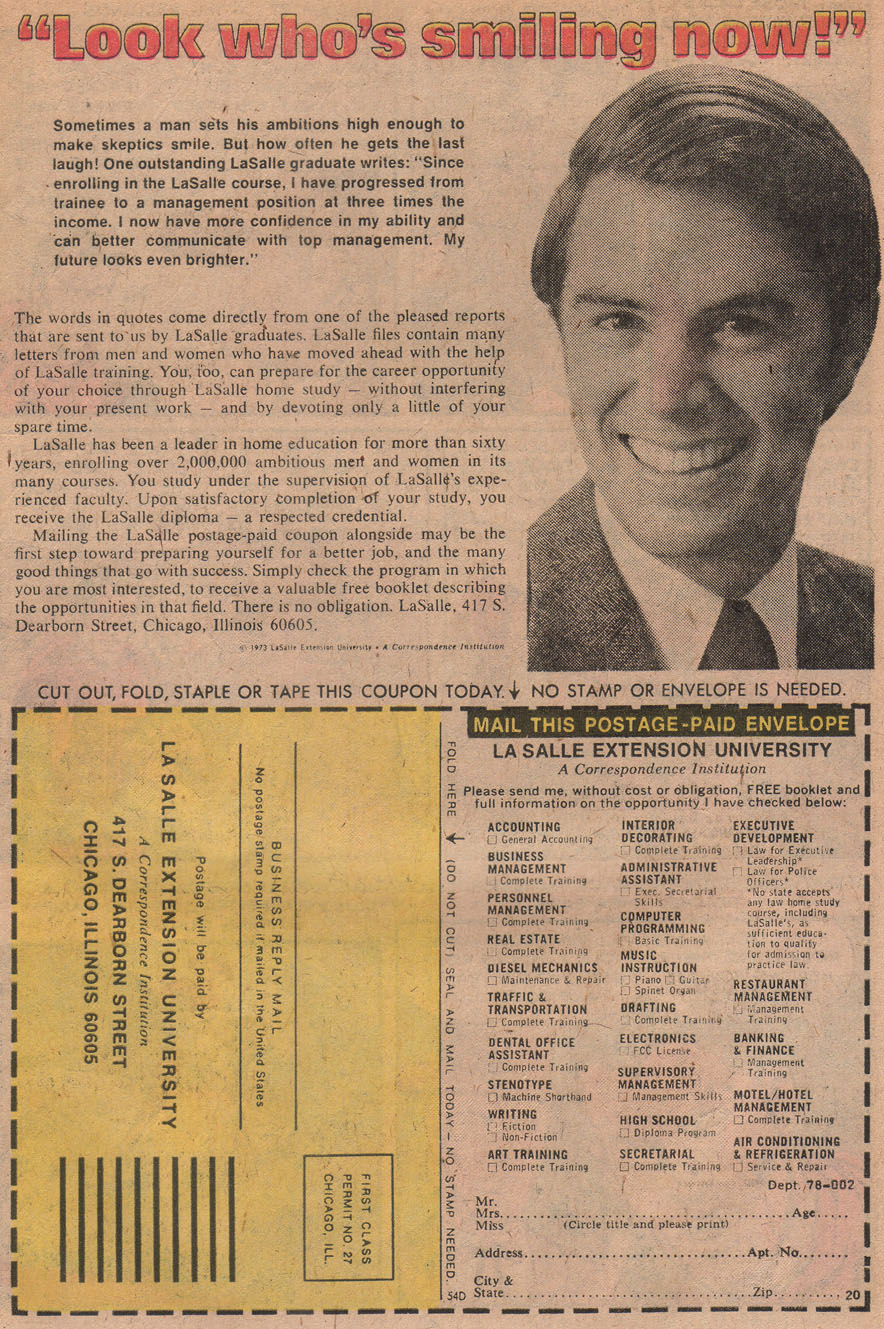 “Look who's smiling now!”
Sometimes a man sets his ambitions high enough to
make skeptics smile. But how often he gets the last
laugh! One outstanding LaSalle graduate writes: “Since
enrolling in the LaSalle course, I have progressed from
trainee to a management position at three times the
income. I now have more confidence in my ability and
can better communicate with top management. My
future looks even brighter.”
The words in quotes come directly from one of the pleased reports
that are sent to us by LaSalle graduates. LaSalle files contain many
letters from men and women who have moved ahead with the help
of LaSalle training. You, too, can prepare for the career opportunity
of your choice through LaSalle home study — without interfering
with your present work — and by devoting only a little of your
spare time.
LaSalle has been a leader in home education for more than sixty
years, enrolling over 2,000,000 ambitious men and women in its
many courses. You study under the supervision of LaSalle's expe-
rienced faculty. Upon satisfactory completion of your study, you
receive the LaSalle diploma — a respected credential.
Mailing the LaSalle postage-paid coupon alongside may be the
first step toward preparing yourself for a better job, and the many
good things that go with success. Simply check the program in which
you are most interested, to receive a valuable free booklet describing
the opportunities in that field. There is no obligation. LaSalle, 417 S.
Dearborn Street, Chicago, Illinois 60605.
© 1973 LaSalle Extension University • A Correspondence Institution
CUT OUT, FOLD, STAPLE OR TAPE THIS COUPON TODAY. ↓ NO STAMP OR ENVELOPE IS NEEDED.
FIRST CLASS
PERMIT NO. 27
CHICAGO, ILL.
BUSINESS REPLY MAIL
No postage stamp required if mailed in the United States
Postage will be paid by
LA SALLE EXTENSION UNIVERSITY
A Correspondence Institution
417 S. DEARBORN STREET
CHICAGO, ILLINOIS 60605
FOLD HERE ↓ (DO NOT CUT) SEAL AND MAIL TODAY — NO STAMP NEEDED.
MAIL THIS POSTAGE-PAID ENVELOPE
LA SALLE EXTENSION UNIVERSITY
A Correspondence Institution
Please send me, without cost or obligation, FREE booklet and
full information on the opportunity I have checked below:
ACCOUNTING
☐ General Accounting
BUSINESS
MANAGEMENT
☐ Complete Training
PERSONNEL
MANAGEMENT
☐ Complete Training
REAL ESTATE
☐ Complete Training
DIESEL MECHANICS
☐ Maintenance & Repair
TRAFFIC &
TRANSPORTATION
☐ Complete Training
DENTAL OFFICE
ASSISTANT
☐ Complete Training
STENOTYPE
☐ Machine Shorthand
WRITING
☐ Fiction
☐ Non-Fiction
ART TRAINING
☐ Complete Training
INTERIOR
DECORATING
☐ Complete Training
ADMINISTRATIVE
ASSISTANT
☐ Exec. Secretarial
Skills
COMPUTER
PROGRAMMING
☐ Basic Training
MUSIC
INSTRUCTION
☐ Piano ☐ Guitar
☐ Spinet Organ
DRAFTING
☐ Complete Training
ELECTRONICS
☐ FCC License
SUPERVISORY
MANAGEMENT
☐ Management Skills
HIGH SCHOOL
☐ Diploma Program
SECRETARIAL
☐ Complete Training
EXECUTIVE
DEVELOPMENT
☐ Law for Executive
Leadership*
☐ Law for Police
Officers*
*No state accepts
any law home study
course, including
LaSalle's, as
sufficient educa-
tion to qualify
for admission to
practice law.
RESTAURANT
MANAGEMENT
☐ Management
Training
BANKING
& FINANCE
☐ Management
Training
MOTEL/HOTEL
MANAGEMENT
☐ Complete Training
AIR CONDITIONING
& REFRIGERATION
☐ Service & Repair
Dept. 78-002
Mr.
Mrs. Age
Miss (Circle title and please print)
Address Apt. No.
City &
State Zip 20
54D